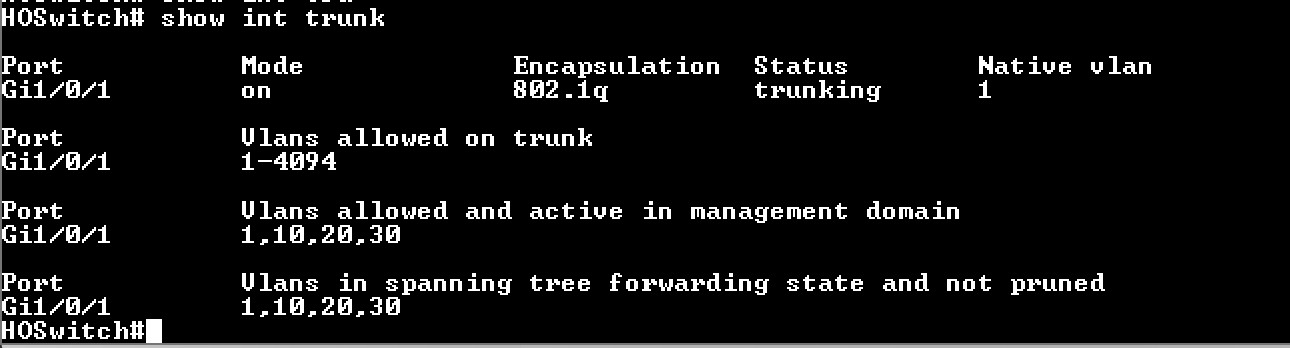 HOSwitch# show int trunk
Port Mode Encapsulation Status Native vlan
Gi1/0/1 on 802.1q trunking 1
Port Vlans allowed on trunk
Gi1/0/1 1-4094
Port Vlans allowed and active in management domain
Gi1/0/1 1,10,20,30
Port Vlans in spanning tree forwarding state and not pruned
Gi1/0/1 1,10,20,30
HOSwitch#